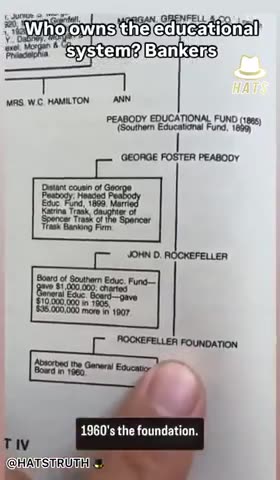 MORGAN, GRENFELL & CO
Who owns the educational
system? Bankers
HATS
Philadelphia.
MRS. W.C. HAMILTON
ANN
PEABODY EDUCATIONAL FUND (1865)
(Southern Educational Fund, 1899)
GEORGE FOSTER PEABODY
Distant cousin of George
Peabody; Headed Peabody
Educ. Fund, 1899. Married
Katrina Trask, daughter of
Spencer Trask of the Spencer
Trask Banking Firm.
JOHN D. ROCKEFELLER
Board of Southern Educ. Fund—
gave $1,000,000; charted
General Educ. Board—gave
$10,000,000 in 1905,
$35,000,000 more in 1907.
ROCKEFELLER FOUNDATION
Absorbed the General Education
Board in 1960.
1960's the foundation.
T IV
@HATSTRUTH